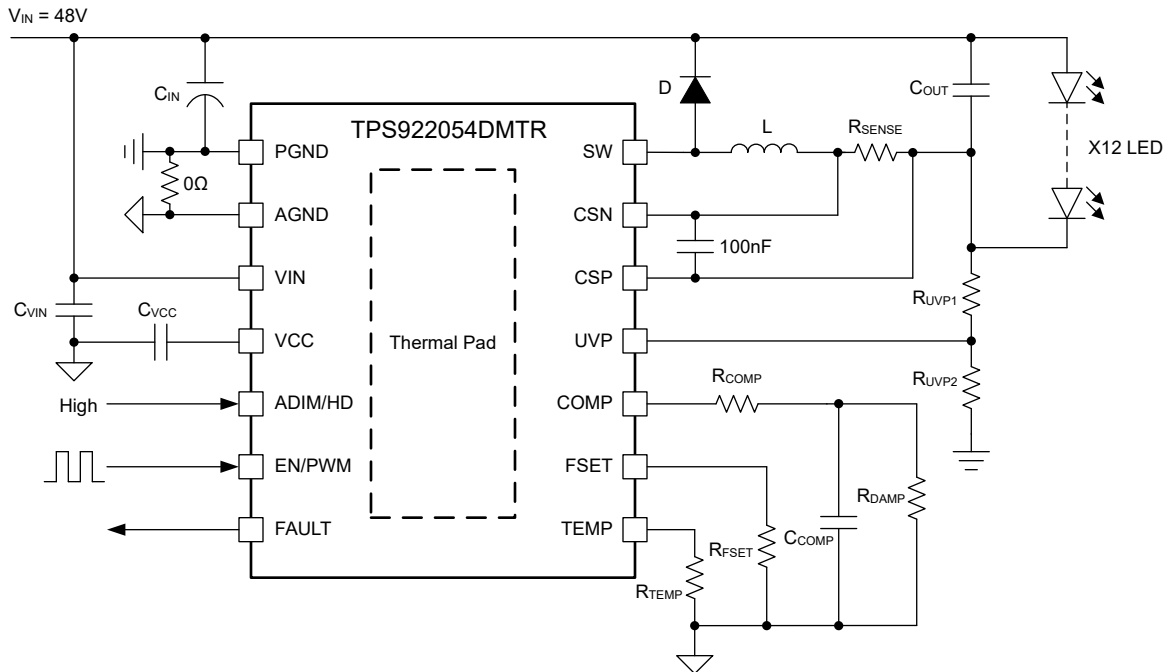 VIN = 48V
CIN
D
L
RSENSE
COUT
X12 LED
TPS922054DMTR
PGND
AGND
VIN
VCC
ADIM/HD
EN/PWM
FAULT
0Ω
CVIN
CVCC
High
Thermal Pad
SW
CSN
CSP
UVP
COMP
FSET
TEMP
100nF
RUVP1
RUVP2
RCOMP
RDAMP
CCOMP
RFSET
RTEMP